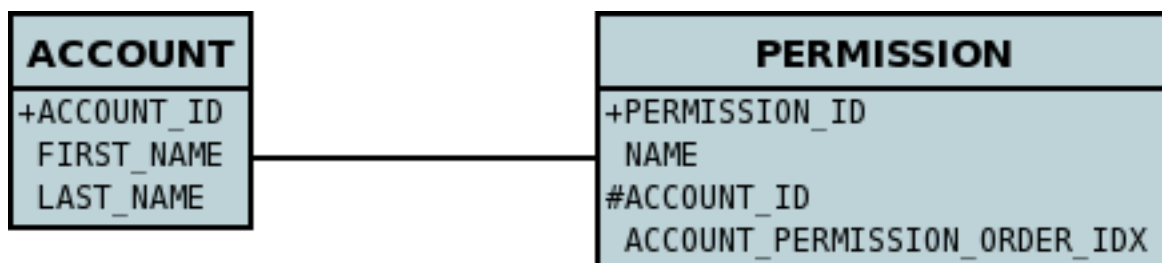 ACCOUNT
+ACCOUNT_ID
FIRST_NAME
LAST_NAME
PERMISSION
+PERMISSION_ID
NAME
#ACCOUNT_ID
ACCOUNT_PERMISSION_ORDER_IDX